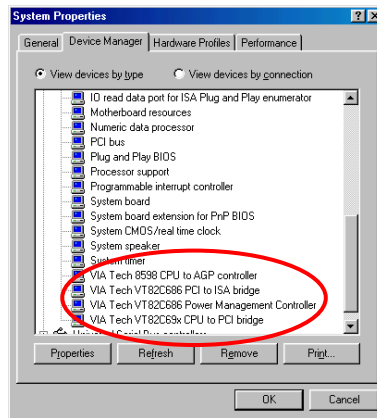 System Properties
General Device Manager Hardware Profiles Performance
View devices by type View devices by connection
IO read data port for ISA Plug and Play enumerator
Motherboard resources
Numeric data processor
PCI bus
Plug and Play BIOS
Processor support
Programmable interrupt controller
System board
System board extension for PnP BIOS
System CMOS/real time clock
System speaker
System timer
VIA Tech 8598 CPU to AGP controller
VIA Tech VT82C686 PCI to ISA bridge
VIA Tech VT82C686 Power Management Controller
VIA Tech VT82C69x CPU to PCI bridge
Properties Refresh Remove Print...
OK Cancel